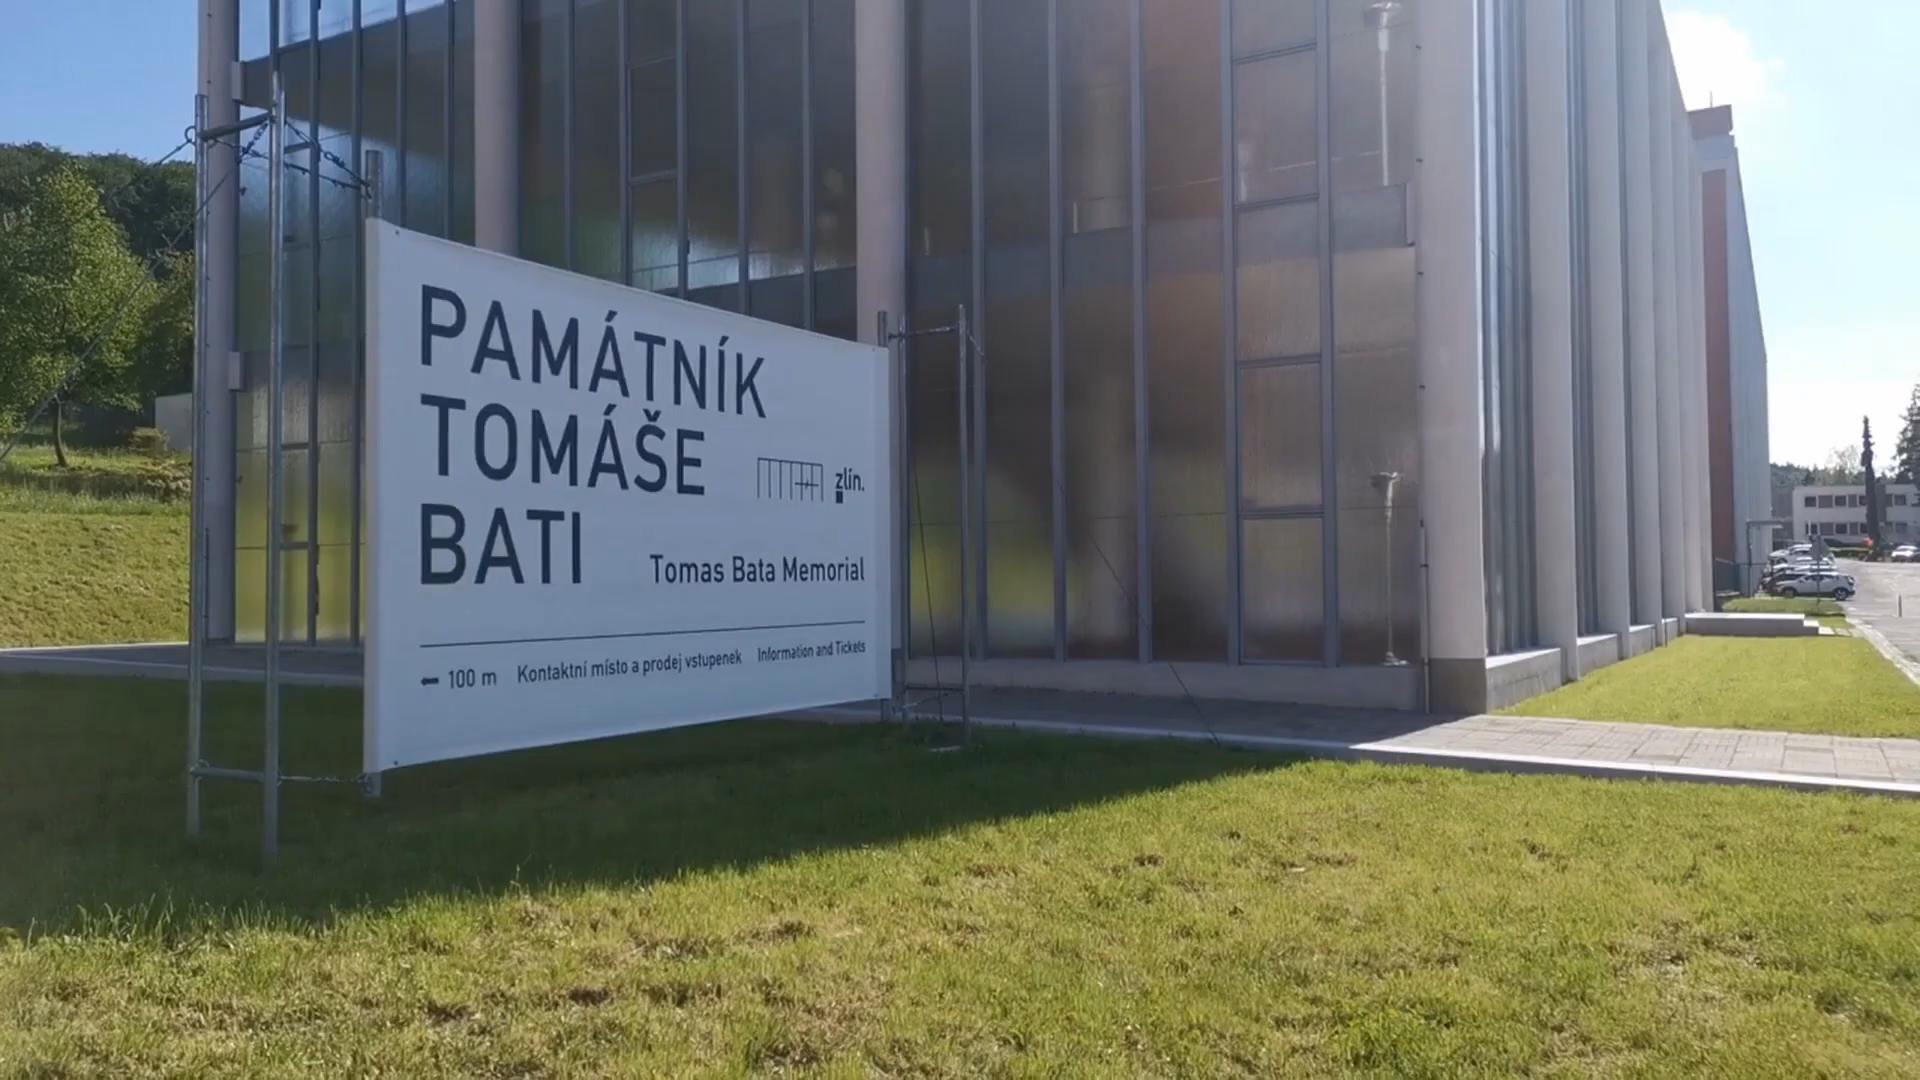 PAMÁTNÍK
TOMÁŠE
BATI
zlín.
Tomas Bata Memorial
100 m Kontaktní místo a prodej vstupenek Information and Tickets